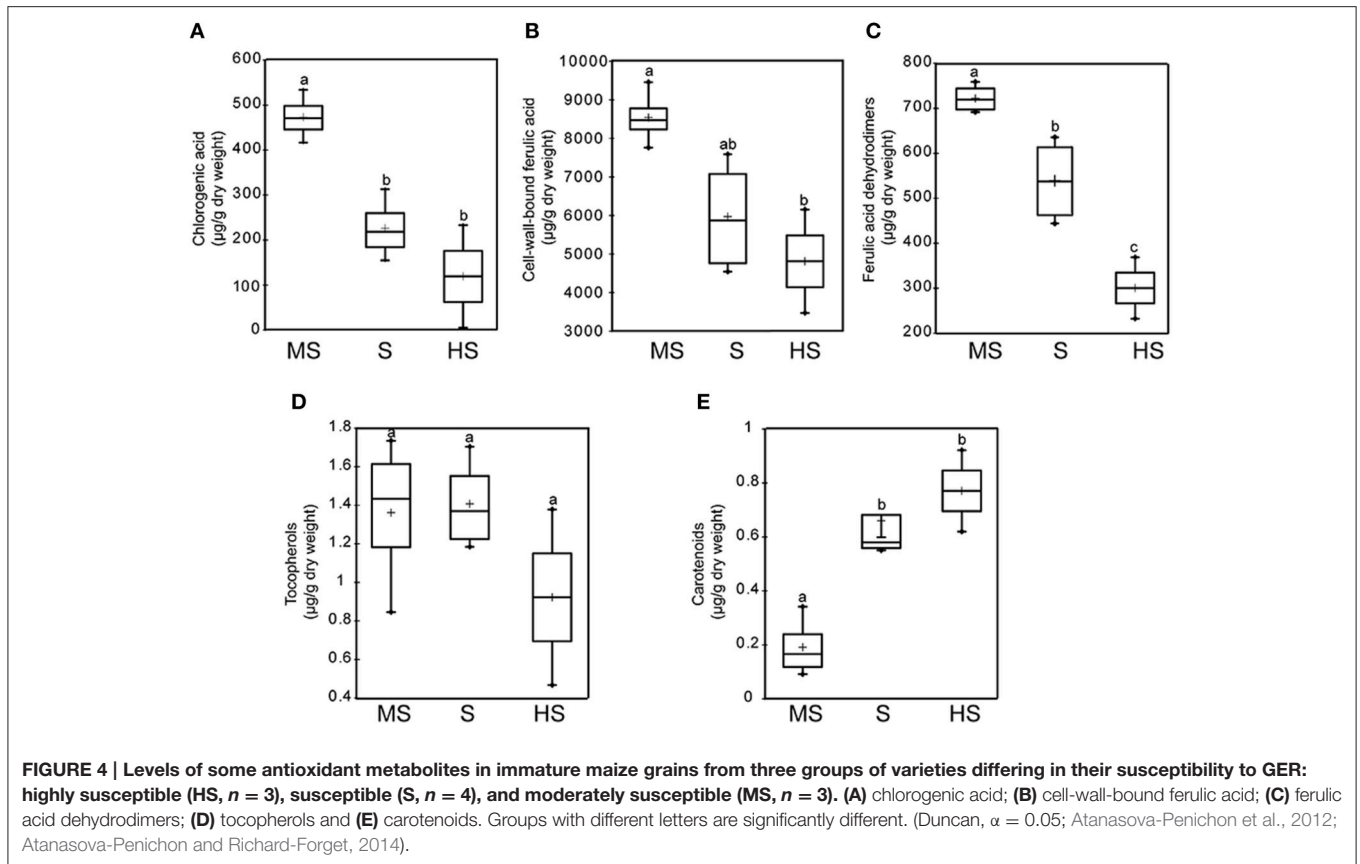 A
B
C
600
500
400
300
200
100
0
Chlorogenic acid
(µg/g dry weight)
a
b
b
MS S HS
10000
9000
8000
7000
6000
5000
4000
3000
Cell-wall-bound ferulic acid
(µg/g dry weight)
a
ab
b
MS S HS
800
700
600
500
400
300
200
Ferulic acid dehydrodimers
(µg/g dry weight)
a
b
c
MS S HS
D
E
1.8
1.6
1.4
1.2
1
0.8
0.6
0.4
Tocopherols
(µg/g dry weight)
a
a
a
MS S HS
1
0.8
0.6
0.4
0.2
0
Carotenoids
(µg/g dry weight)
a
b
b
MS S HS
FIGURE 4 | Levels of some antioxidant metabolites in immature maize grains from three groups of varieties differing in their susceptibility to GER:
highly susceptible (HS, n = 3), susceptible (S, n = 4), and moderately susceptible (MS, n = 3). (A) chlorogenic acid; (B) cell-wall-bound ferulic acid; (C) ferulic
acid dehydrodimers; (D) tocopherols and (E) carotenoids. Groups with different letters are significantly different. (Duncan, α = 0.05; Atanasova-Penichon et al., 2012;
Atanasova-Penichon and Richard-Forget, 2014).